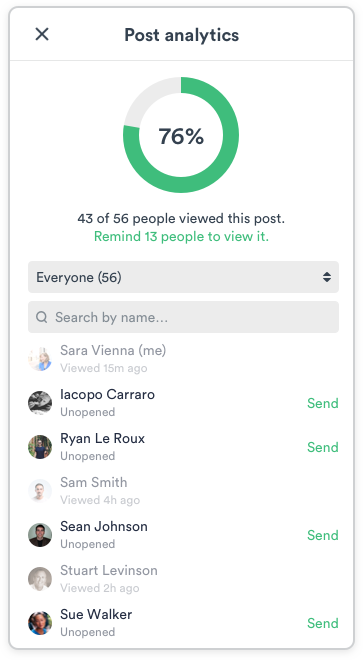 Post analytics
76%
43 of 56 people viewed this post.
Remind 13 people to view it.
Everyone (56)
Search by name...
Sara Vienna (me)
Viewed 15m ago
Iacopo Carraro
Unopened
Send
Ryan Le Roux
Unopened
Send
Sam Smith
Viewed 4h ago
Sean Johnson
Unopened
Send
Stuart Levinson
Viewed 2h ago
Sue Walker
Unopened
Send